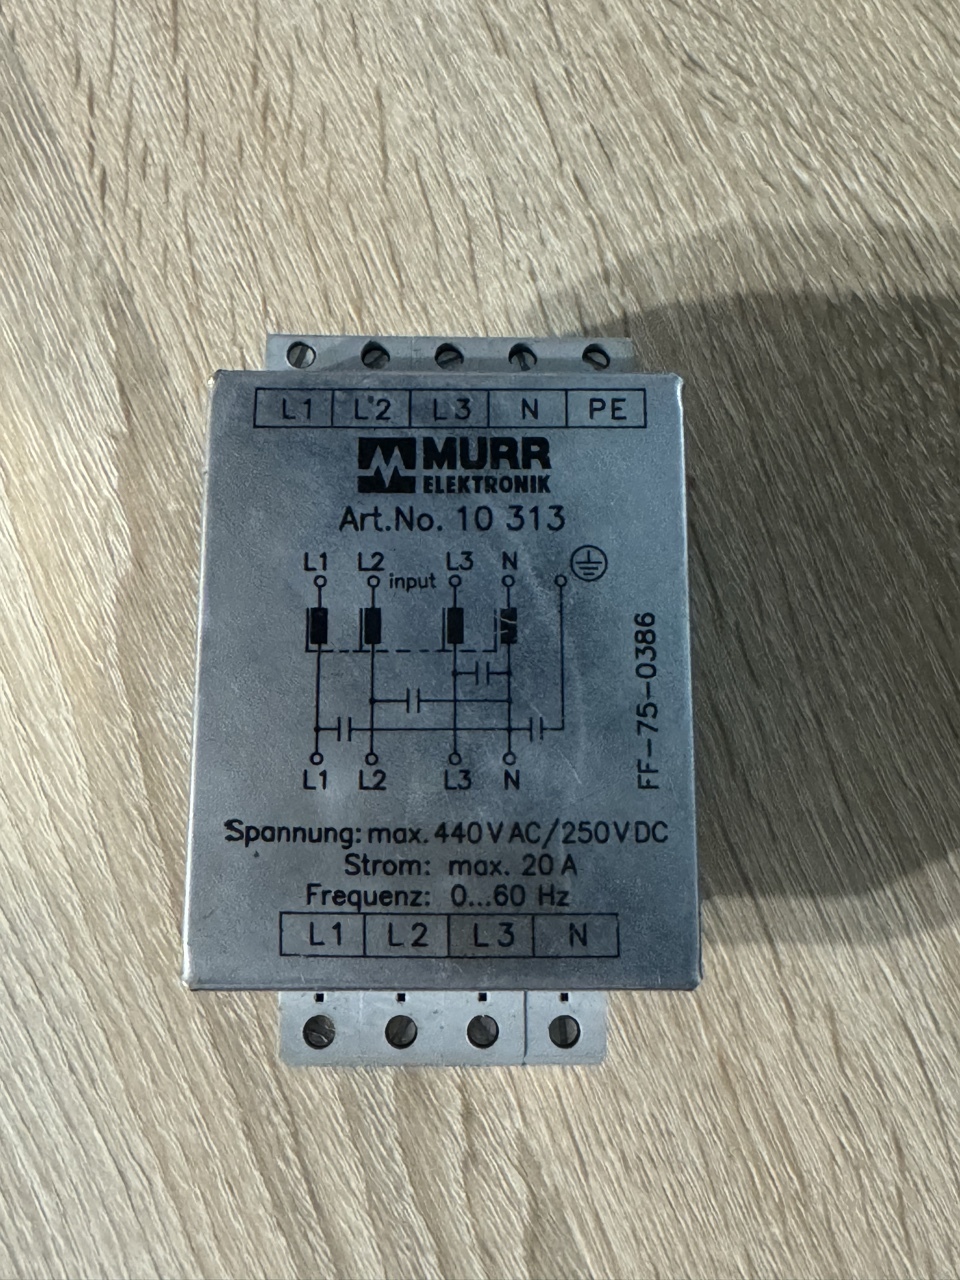 L1 L2 L3 N PE
MURR
ELEKTRONIK
Art.No. 10 313
L1 L2 L3 N
input
L1 L2 L3 N
FF-75-0386
Spannung: max. 440 V AC/250 V DC
Strom: max. 20 A
Frequenz: 0...60 Hz
L1 L2 L3 N